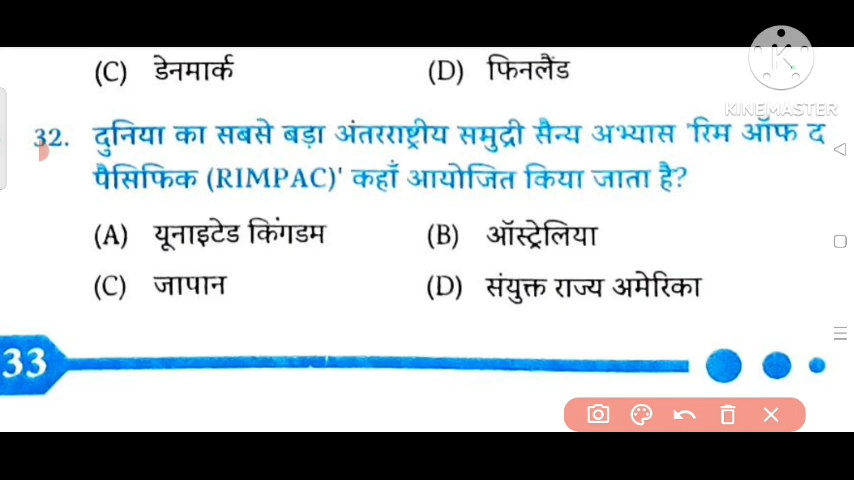 (C) डेनमार्क (D) फिनलैंड
KINEMASTER
32. दुनिया का सबसे बड़ा अंतरराष्ट्रीय समुद्री सैन्य अभ्यास 'रिम ऑफ द
पैसिफिक (RIMPAC)' कहाँ आयोजित किया जाता है?
(A) यूनाइटेड किंगडम (B) ऑस्ट्रेलिया
(C) जापान (D) संयुक्त राज्य अमेरिका
33